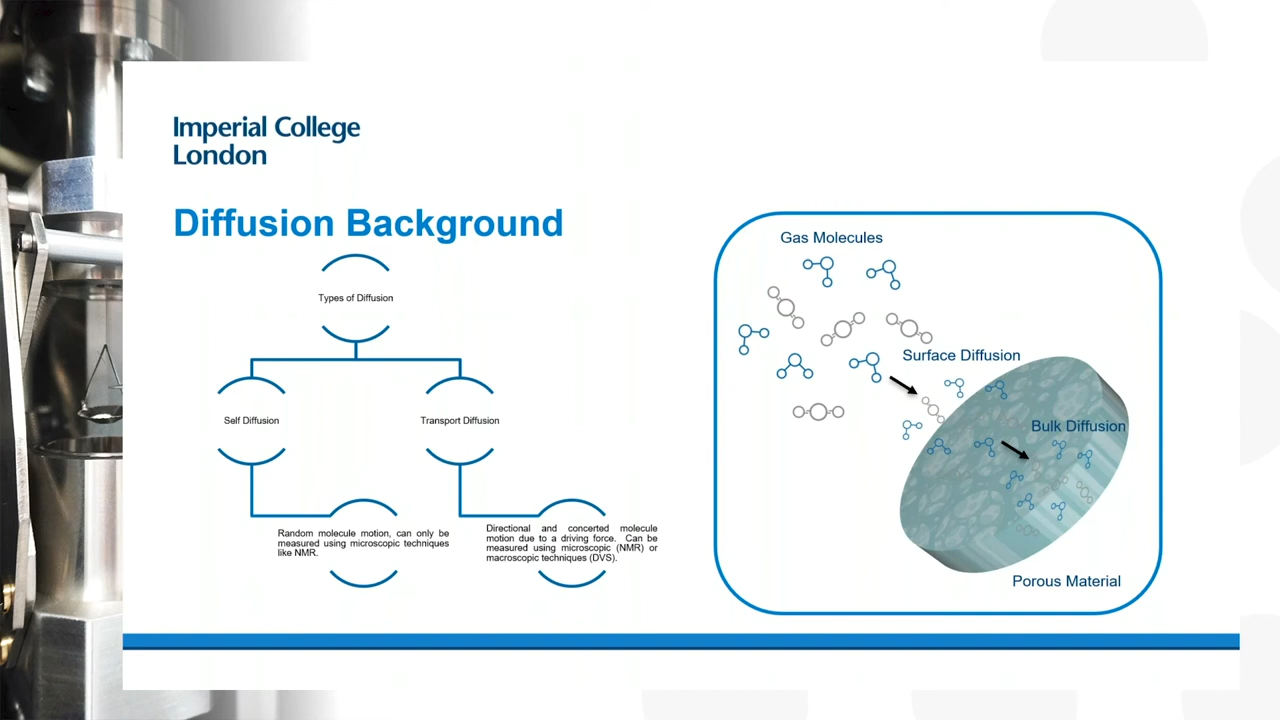 Imperial College
London
Diffusion Background
Types of Diffusion
Self Diffusion
Transport Diffusion
Random molecule motion, can only be
measured using microscopic techniques
like NMR.
Directional and concerted molecule
motion due to a driving force. Can be
measured using microscopic (NMR) or
macroscopic techniques (DVS).
Gas Molecules
Surface Diffusion
Bulk Diffusion
Porous Material